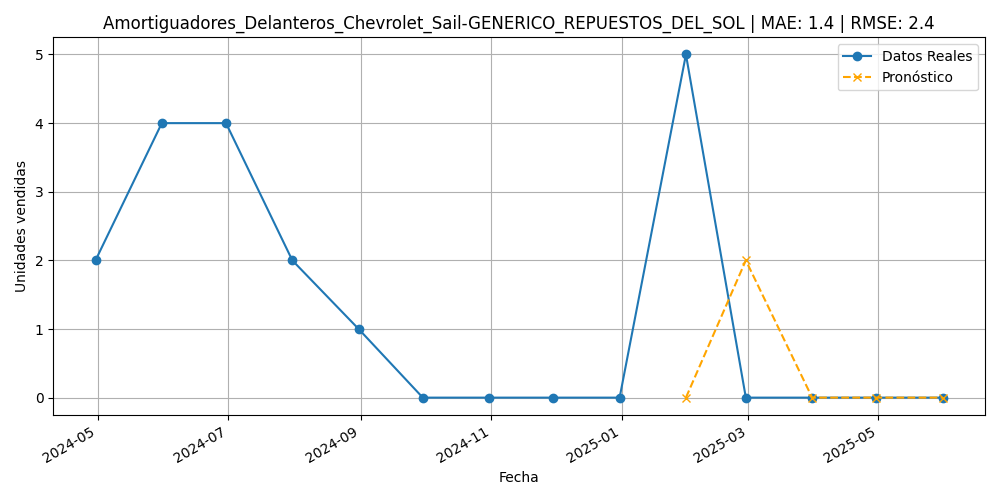 Amortiguadores_Delanteros_Chevrolet_Sail-GENERICO_REPUESTOS_DEL_SOL | MAE: 1.4 | RMSE: 2.4
Datos Reales
Pronóstico
Unidades vendidas
5
4
3
2
1
0
2024-05
2024-07
2024-09
2024-11
2025-01
2025-03
2025-05
Fecha